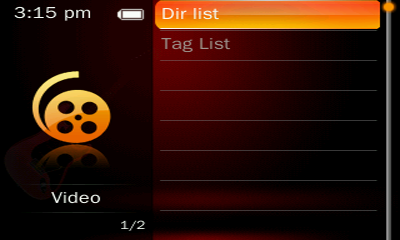 3:15 pm
Dir list
Tag List
Video
1/2